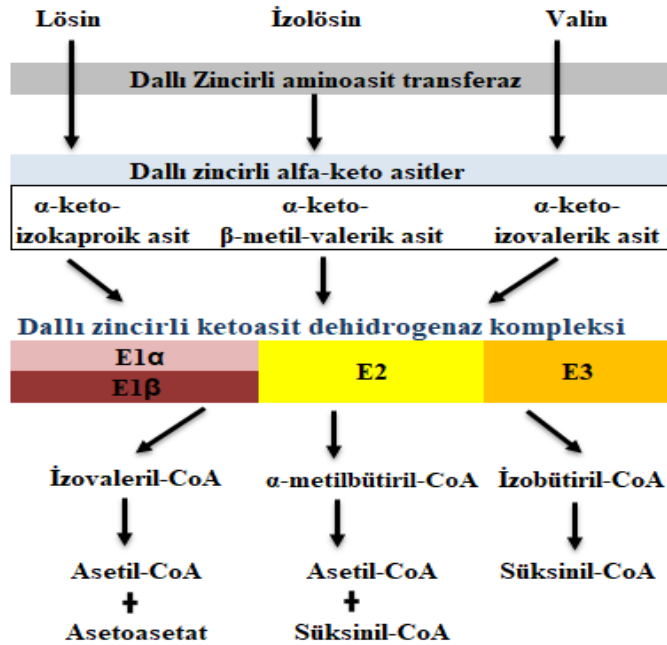 Lösin İzolösin Valin
Dallı Zincirli aminoasit transferaz
Dallı zincirli alfa-keto asitler
α-keto- α-keto- α-keto-
izokaproik asit β-metil-valerik asit izovalerik asit
Dallı zincirli ketoasit dehidrogenaz kompleksi
E1α
E1β E2 E3
İzovaleril-CoA α-metilbütiril-CoA İzobütiril-CoA
Asetil-CoA Asetil-CoA Süksinil-CoA
+ +
Asetoasetat Süksinil-CoA